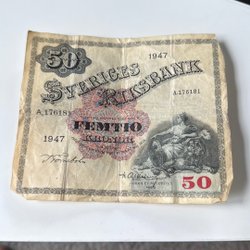 50
1947
SVERIGES
RIKSBANK
A.176181
A.176181
FEMTIO
KRONOR
1947
50